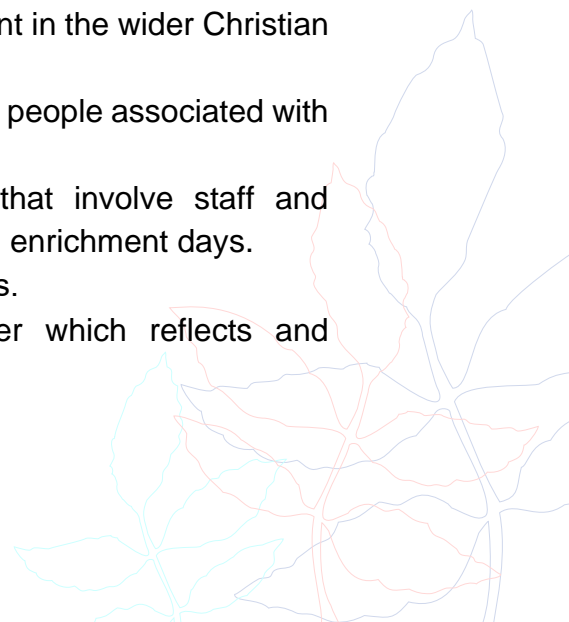 nt in the wider Christian
people associated with
that involve staff and
enrichment days.
s.
er which reflects and